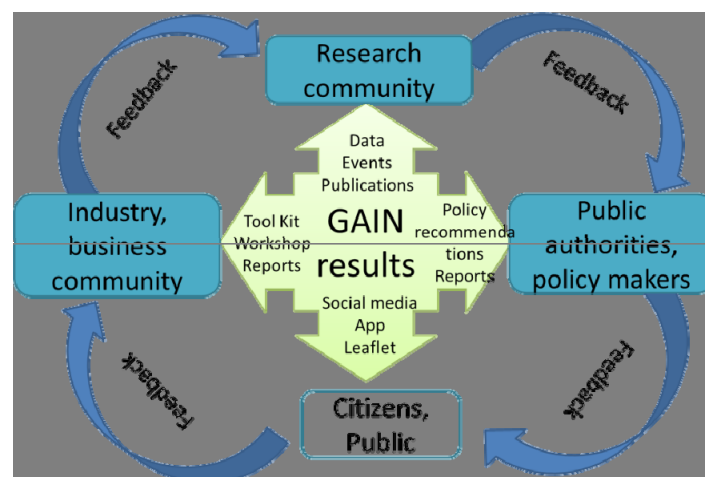 Research
community
Feedback
Feedback
Data
Events
Publications
Industry,
business
community
Tool Kit
Workshop
Reports
GAIN
results
Policy
recommenda
tions
Reports
Public
authorities,
policy makers
Social media
App
Leaflet
Feedback
Feedback
Citizens,
Public